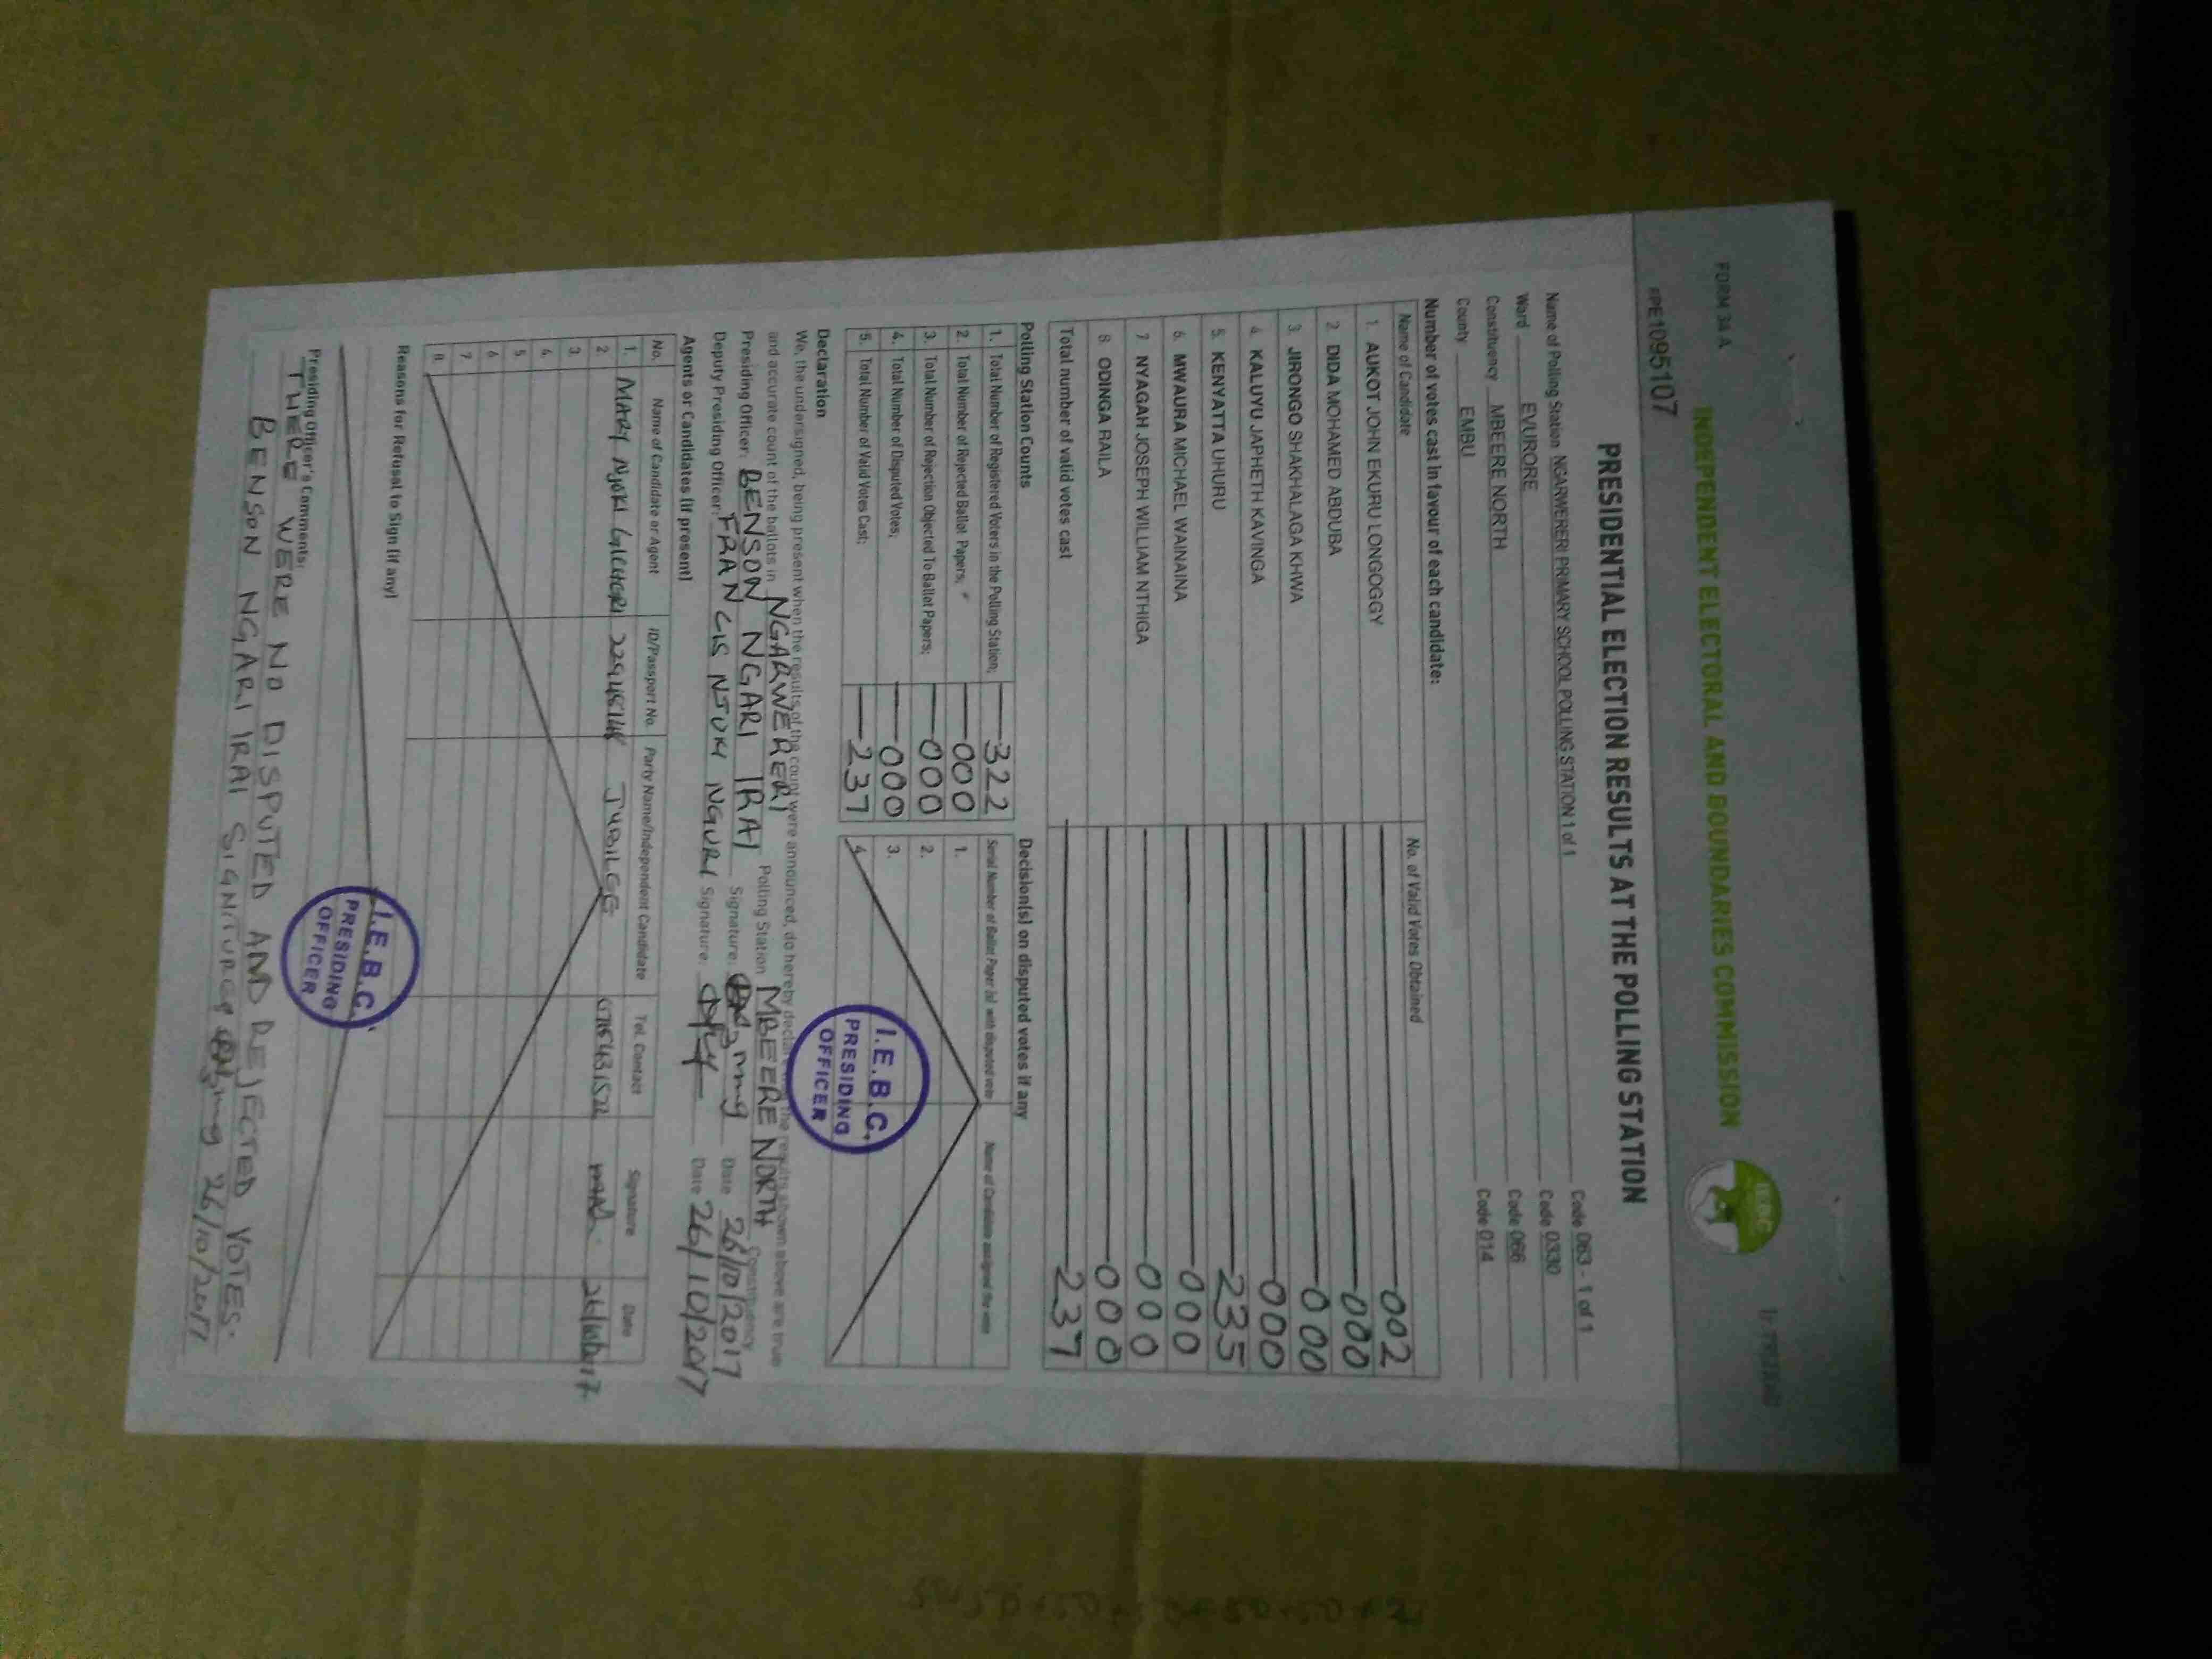 FORM 34 A
INDEPENDENT ELECTORAL AND BOUNDARIES COMMISSION
IEBC
PE1095107
PRESIDENTIAL ELECTION RESULTS AT THE POLLING STATION
Name of Polling Station NGARWERERI PRIMARY SCHOOL POLLING STATION 1 of 1 Code 063 - 1 of 1
Ward EVURORE Code 0330
Constituency MBEERE NORTH Code 066
County EMBU Code 014
Number of votes cast in favour of each candidate:
Name of Candidate No. of Valid Votes Obtained
1. AUKOT JOHN EKURU LONGOGGY 002
2. DIDA MOHAMED ABDUBA 000
3. JIRONGO SHAKHALAGA KHWA 000
4. KALUYU JAPHETH KAVINGA 000
5. KENYATTA UHURU 235
6. MWAURA MICHAEL WAINAINA 000
7 NYAGAH JOSEPH WILLIAM NTHIGA 000
8 ODINGA RAILA 000
Total number of valid votes cast 237
Polling Station Counts Decision(s) on disputed votes if any
1. Total Number of Registered Voters in the Polling Station; 322
2. Total Number of Rejected Ballot Papers; 000
3. Total Number of Rejection Objected To Ballot Papers; 000
4. Total Number of Disputed Votes; 000
5. Total Number of Valid Votes Cast; 237
Serial Number of Ballot Paper (s) with disputed vote Name of Candidate assigned the vote
1.
2.
3.
4.
I.E.B.C.
PRESIDING
OFFICER
Declaration
We, the undersigned, being present when the results of the count were announced, do hereby declare the results shown above are true
and accurate count of the ballots in NGARWERERI Polling Station MBEERE NORTH Constituency
Presiding Officer: BENSON NGARI IRAI Signature: Date 26/10/2017
Deputy Presiding Officer: FRANCIS NJUKI NGURI Signature. Date 26/10/2017
Agents or Candidates (if present)
No. Name of Candidate or Agent ID/Passport No. Party Name/Independent Candidate Tel. Contact Signature Date
1. MARY JUBILEE
2.
3.
4.
5
6
7
8.
Reasons for Refusal to Sign (if any)
I.E.B.C.
PRESIDING
OFFICER
Presiding Officer's Comments:
THERE WERE NO DISPUTED AND REJECTED VOTES.
BENSON NGARI IRAI SIGNATURE 26/10/2017